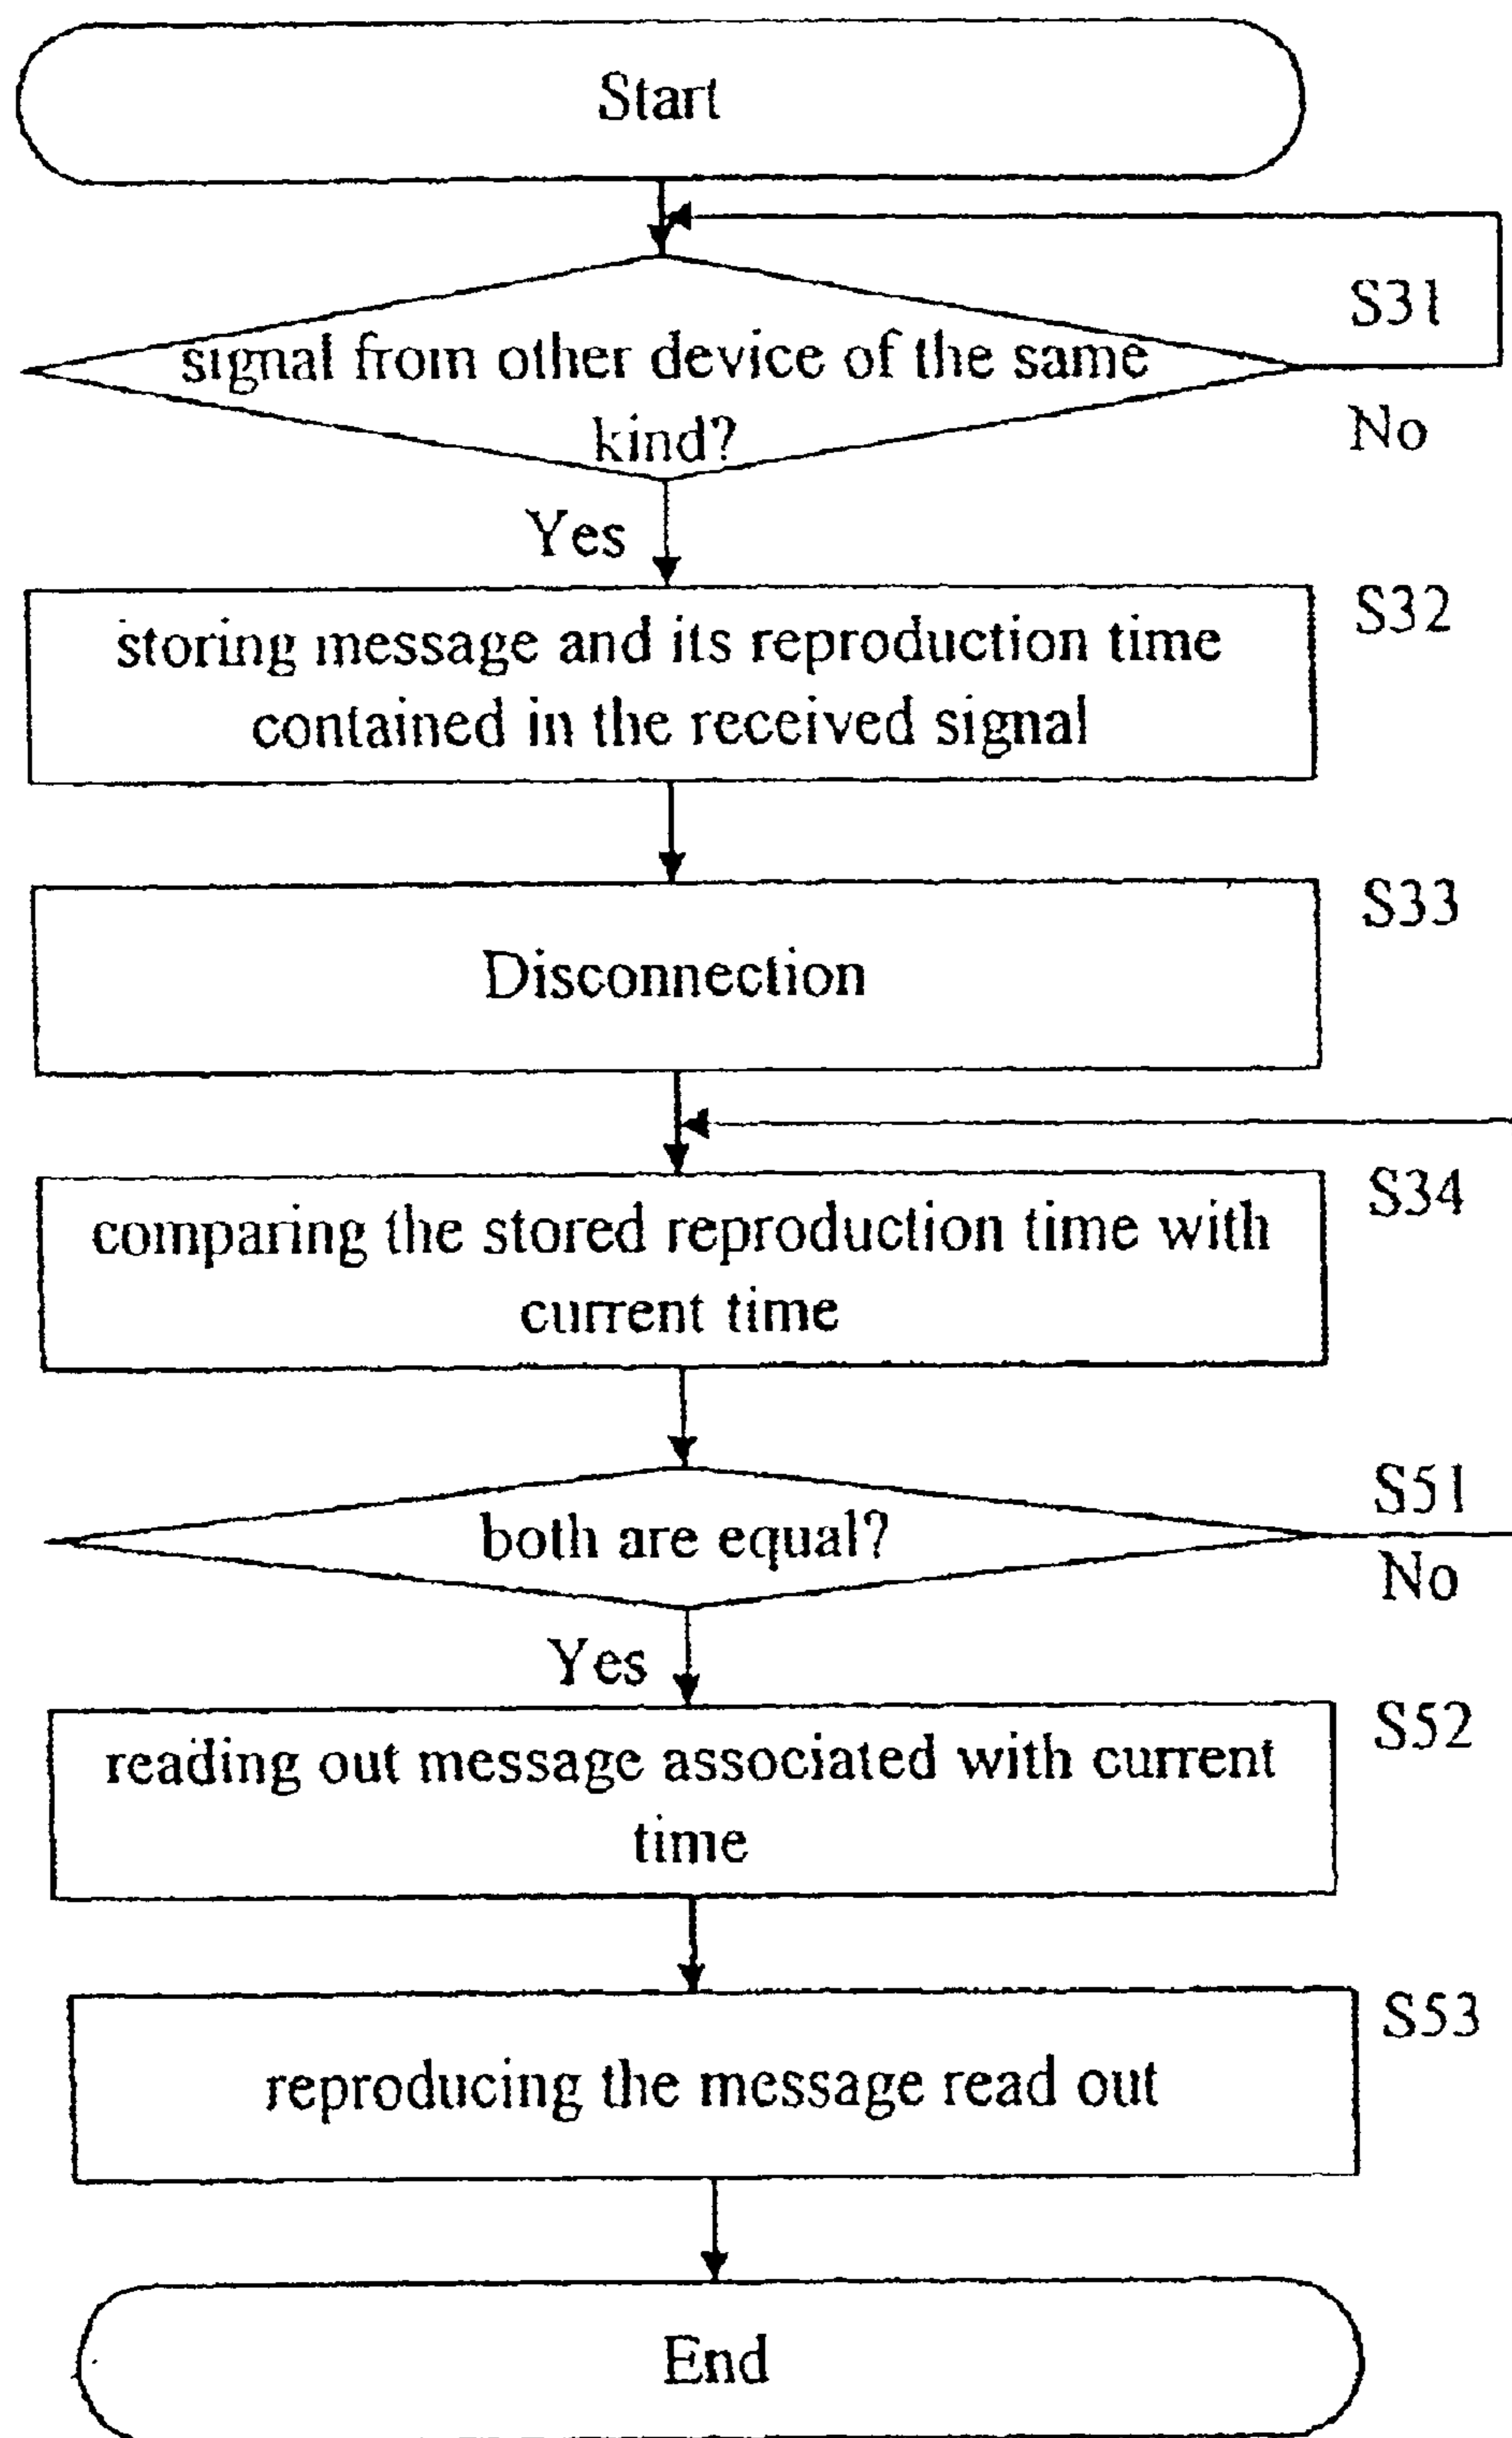 Start
S31
signal from other device of the same
kind?
No
Yes
S32
storing message and its reproduction time
contained in the received signal
S33
Disconnection
S34
comparing the stored reproduction time with
current time
S51
both are equal?
No
Yes
S52
reading out message associated with current
time
S53
reproducing the message read out
End